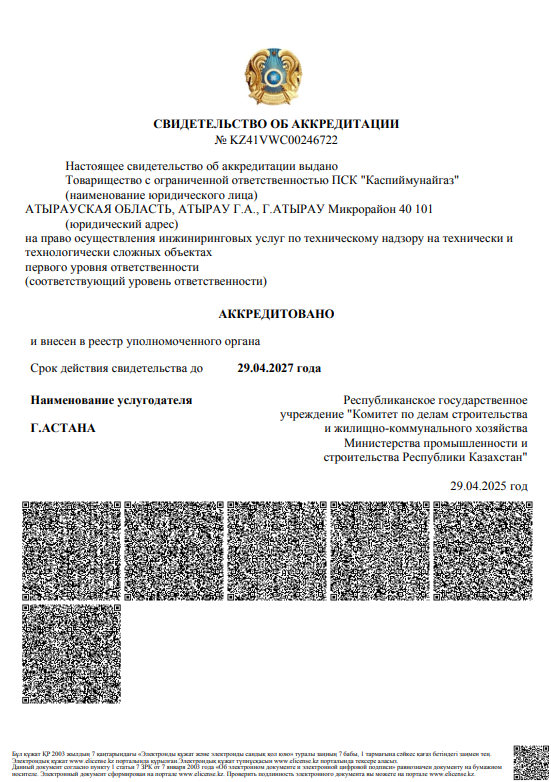 СВИДЕТЕЛЬСТВО ОБ АККРЕДИТАЦИИ
№ KZ41VWC00246722
Настоящее свидетельство об аккредитации выдано
Товарищество с ограниченной ответственностью ПСК "Каспиймунайгаз"
(наименование юридического лица)
АТЫРАУСКАЯ ОБЛАСТЬ, АТЫРАУ Г.А., Г.АТЫРАУ Микрорайон 40 101
(юридический адрес)
на право осуществления инжиниринговых услуг по техническому надзору на технически и
технологически сложных объектах
первого уровня ответственности
(соответствующий уровень ответственности)
АККРЕДИТОВАНО
и внесен в реестр уполномоченного органа
Срок действия свидетельства до 29.04.2027 года
Наименование услугодателя
Республиканское государственное
учреждение "Комитет по делам строительства
Г.АСТАНА и жилищно-коммунального хозяйства
Министерства промышленности и
строительства Республики Казахстан"
29.04.2025 год
Бұл құжат ҚР 2003 жылдың 7 қаңтарындағы «Электронды құжат және электронды сандық қол қою» туралы заңның 7 бабы, 1 тармағына сәйкес қағаз бетіндегі заңмен тең.
Электрондық құжат www.elicense.kz порталында құрылған.Электрондық құжат түпнұсқасын www.elicense.kz порталында тексере аласыз.
Данный документ согласно пункту 1 статьи 7 ЗРК от 7 января 2003 года «Об электронном документе и электронной цифровой подписи» равнозначен документу на бумажном
носителе. Электронный документ сформирован на портале www.elicense.kz. Проверить подлинность электронного документа вы можете на портале www.elicense.kz.